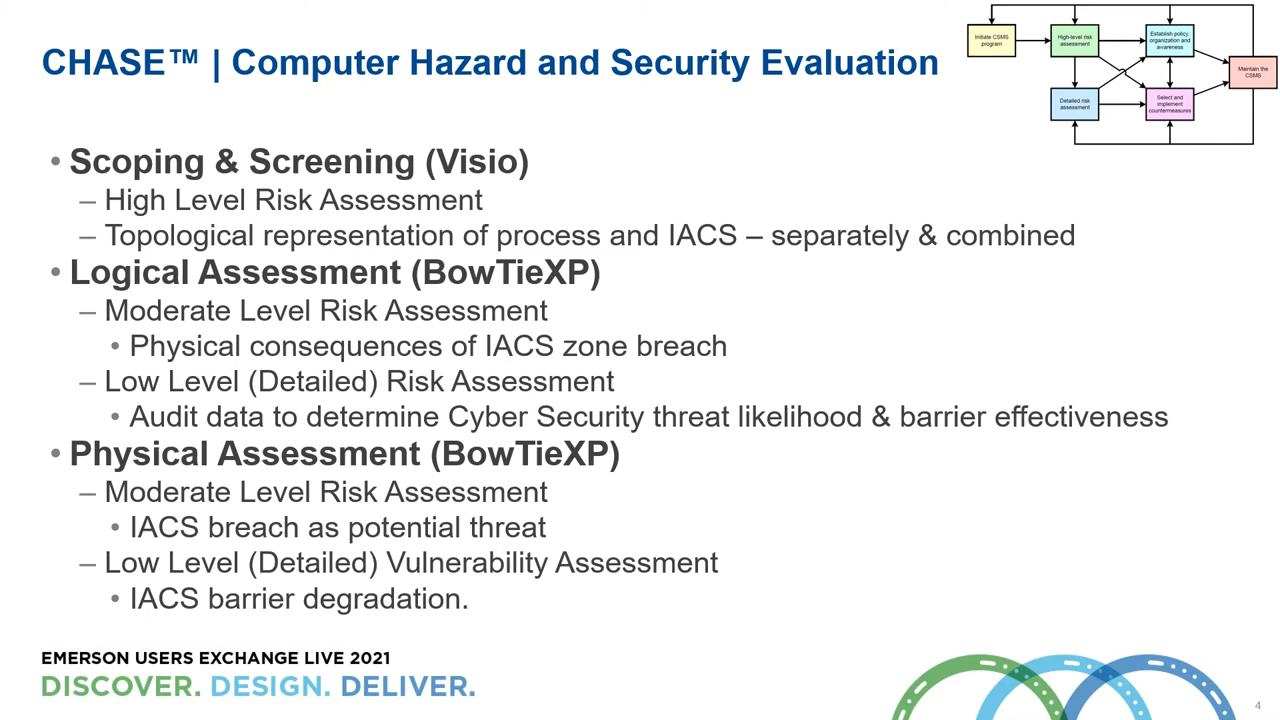 CHASE™ | Computer Hazard and Security Evaluation
Initiate CSMS
program
High-level risk
assessment
Establish policy,
organization and
awareness
Maintain the
CSMS
Detailed risk
assessment
Select and
implement
countermeasures
• Scoping & Screening (Visio)
– High Level Risk Assessment
– Topological representation of process and IACS – separately & combined
• Logical Assessment (BowTieXP)
– Moderate Level Risk Assessment
• Physical consequences of IACS zone breach
– Low Level (Detailed) Risk Assessment
• Audit data to determine Cyber Security threat likelihood & barrier effectiveness
• Physical Assessment (BowTieXP)
– Moderate Level Risk Assessment
• IACS breach as potential threat
– Low Level (Detailed) Vulnerability Assessment
• IACS barrier degradation.
EMERSON USERS EXCHANGE LIVE 2021
DISCOVER. DESIGN. DELIVER.
4